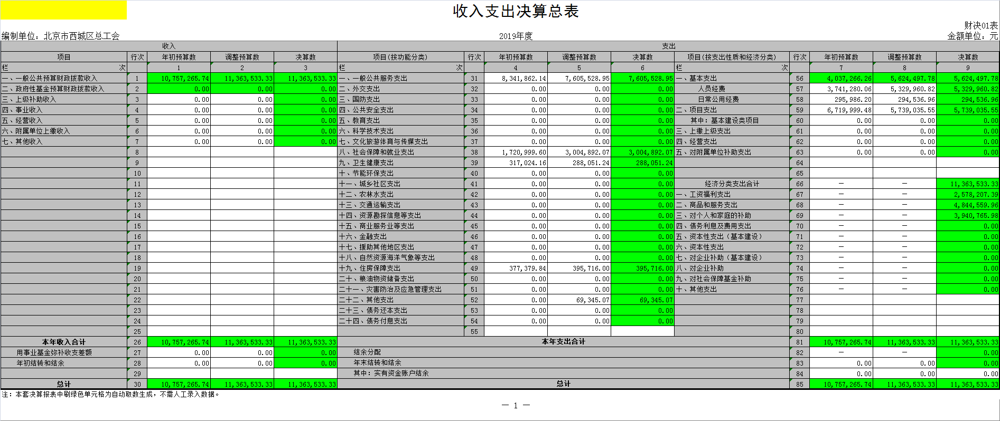 收入支出决算总表
财决01表
编制单位：北京市西城区总工会 2019年度 金额单位：元
收入 支出
项目 行次 年初预算数 调整预算数 决算数 项目(按功能分类) 行次 年初预算数 调整预算数 决算数 项目(按支出性质和经济分类) 行次 年初预算数 调整预算数 决算数
栏 次 1 2 3 栏 次 4 5 6 栏 次 7 8 9
一、一般公共预算财政拨款收入 1 10,757,265.74 11,363,533.33 11,363,533.33 一、一般公共服务支出 31 8,341,862.14 7,605,528.95 7,605,528.95 一、基本支出 56 4,037,266.26 5,624,497.78 5,624,497.78
二、政府性基金预算财政拨款收入 2 0.00 0.00 0.00 二、外交支出 32 0.00 0.00 0.00 人员经费 57 3,741,280.06 5,329,960.82 5,329,960.82
三、上级补助收入 3 0.00 0.00 0.00 三、国防支出 33 0.00 0.00 0.00 日常公用经费 58 295,986.20 294,536.96 294,536.96
四、事业收入 4 0.00 0.00 0.00 四、公共安全支出 34 0.00 0.00 0.00 二、项目支出 59 6,719,999.48 5,739,035.55 5,739,035.55
五、经营收入 5 0.00 0.00 0.00 五、教育支出 35 0.00 0.00 0.00 其中：基本建设类项目 60 0.00 0.00 0.00
六、附属单位上缴收入 6 0.00 0.00 0.00 六、科学技术支出 36 0.00 0.00 0.00 三、上缴上级支出 61 0.00 0.00 0.00
七、其他收入 7 0.00 0.00 0.00 七、文化旅游体育与传媒支出 37 0.00 0.00 0.00 四、经营支出 62 0.00 0.00 0.00
8 八、社会保障和就业支出 38 1,720,999.60 3,004,892.07 3,004,892.07 五、对附属单位补助支出 63 0.00 0.00 0.00
9 九、卫生健康支出 39 317,024.16 288,051.24 288,051.24 64
10 十、节能环保支出 40 0.00 0.00 0.00 65
11 十一、城乡社区支出 41 0.00 0.00 0.00 经济分类支出合计 66 — — 11,363,533.33
12 十二、农林水支出 42 0.00 0.00 0.00 一、工资福利支出 67 — — 2,578,207.39
13 十三、交通运输支出 43 0.00 0.00 0.00 二、商品和服务支出 68 — — 4,844,559.96
14 十四、资源勘探信息等支出 44 0.00 0.00 0.00 三、对个人和家庭的补助 69 — — 3,940,765.98
15 十五、商业服务业等支出 45 0.00 0.00 0.00 四、债务利息及费用支出 70 — — 0.00
16 十六、金融支出 46 0.00 0.00 0.00 五、资本性支出（基本建设） 71 — — 0.00
17 十七、援助其他地区支出 47 0.00 0.00 0.00 六、资本性支出 72 — — 0.00
18 十八、自然资源海洋气象等支出 48 0.00 0.00 0.00 七、对企业补助（基本建设） 73 — — 0.00
19 十九、住房保障支出 49 377,379.84 395,716.00 395,716.00 八、对企业补助 74 — — 0.00
20 二十、粮油物资储备支出 50 0.00 0.00 0.00 九、对社会保障基金补助 75 — — 0.00
21 二十一、灾害防治及应急管理支出 51 0.00 0.00 0.00 十、其他支出 76 — — 0.00
22 二十二、其他支出 52 0.00 69,345.07 69,345.07 77
23 二十三、债务还本支出 53 0.00 0.00 0.00 78
24 二十四、债务付息支出 54 0.00 0.00 0.00 79
25 55 80
本年收入合计 26 10,757,265.74 11,363,533.33 11,363,533.33 本年支出合计 81 10,757,265.74 11,363,533.33 11,363,533.33
用事业基金弥补收支差额 27 0.00 0.00 0.00 结余分配 82 — — 0.00
年初结转和结余 28 0.00 0.00 0.00 年末结转和结余 83 0.00 0.00 0.00
29 其中：实有资金账户结余 84 0.00 0.00 0.00
总计 30 10,757,265.74 11,363,533.33 11,363,533.33 总计 85 10,757,265.74 11,363,533.33 11,363,533.33
注：本套决算报表中刷绿色单元格为自动取数生成，不需人工录入数据。
— 1 —